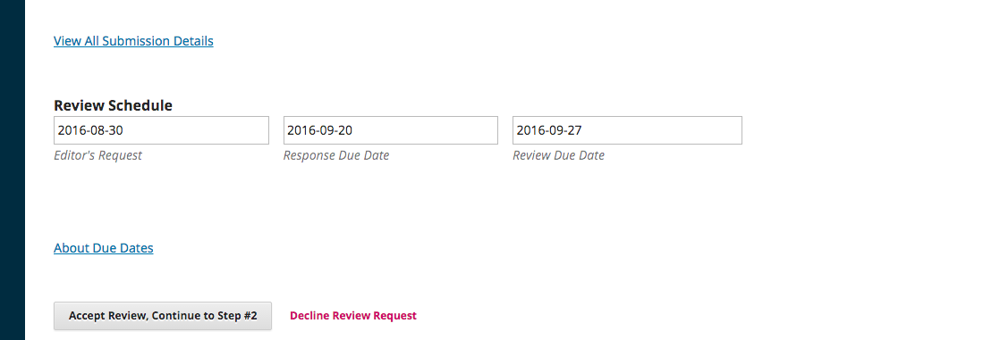 View All Submission Details
Review Schedule
2016-08-30 2016-09-20 2016-09-27
Editor's Request Response Due Date Review Due Date
About Due Dates
Accept Review, Continue to Step #2 Decline Review Request